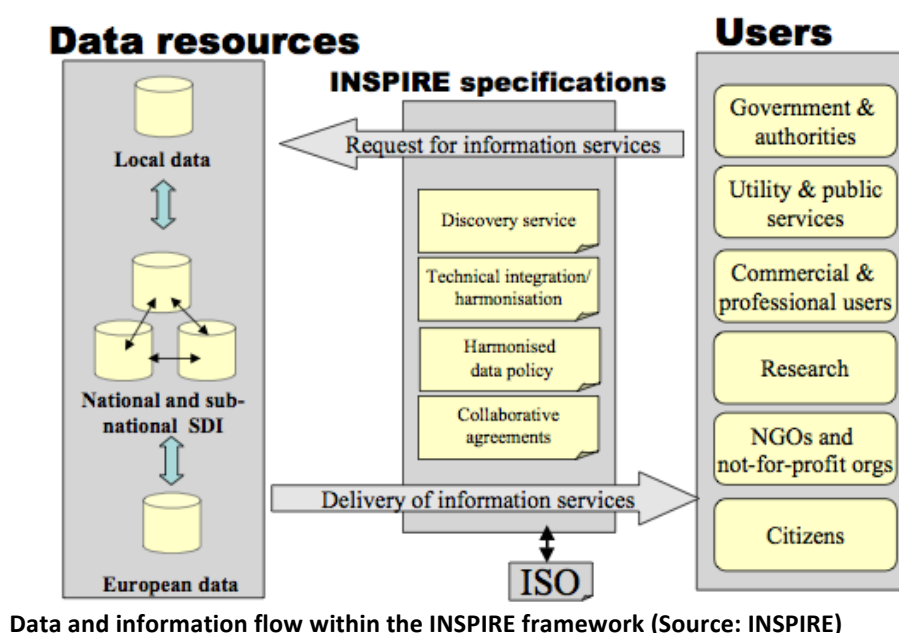 Data resources
Local data
National and sub-
national SDI
European data
INSPIRE specifications
Request for information services
Discovery service
Technical integration/
harmonisation
Harmonised
data policy
Collaborative
agreements
Delivery of information services
ISO
Users
Government &
authorities
Utility & public
services
Commercial &
professional users
Research
NGOs and
not-for-profit orgs
Citizens
Data and information flow within the INSPIRE framework (Source: INSPIRE)